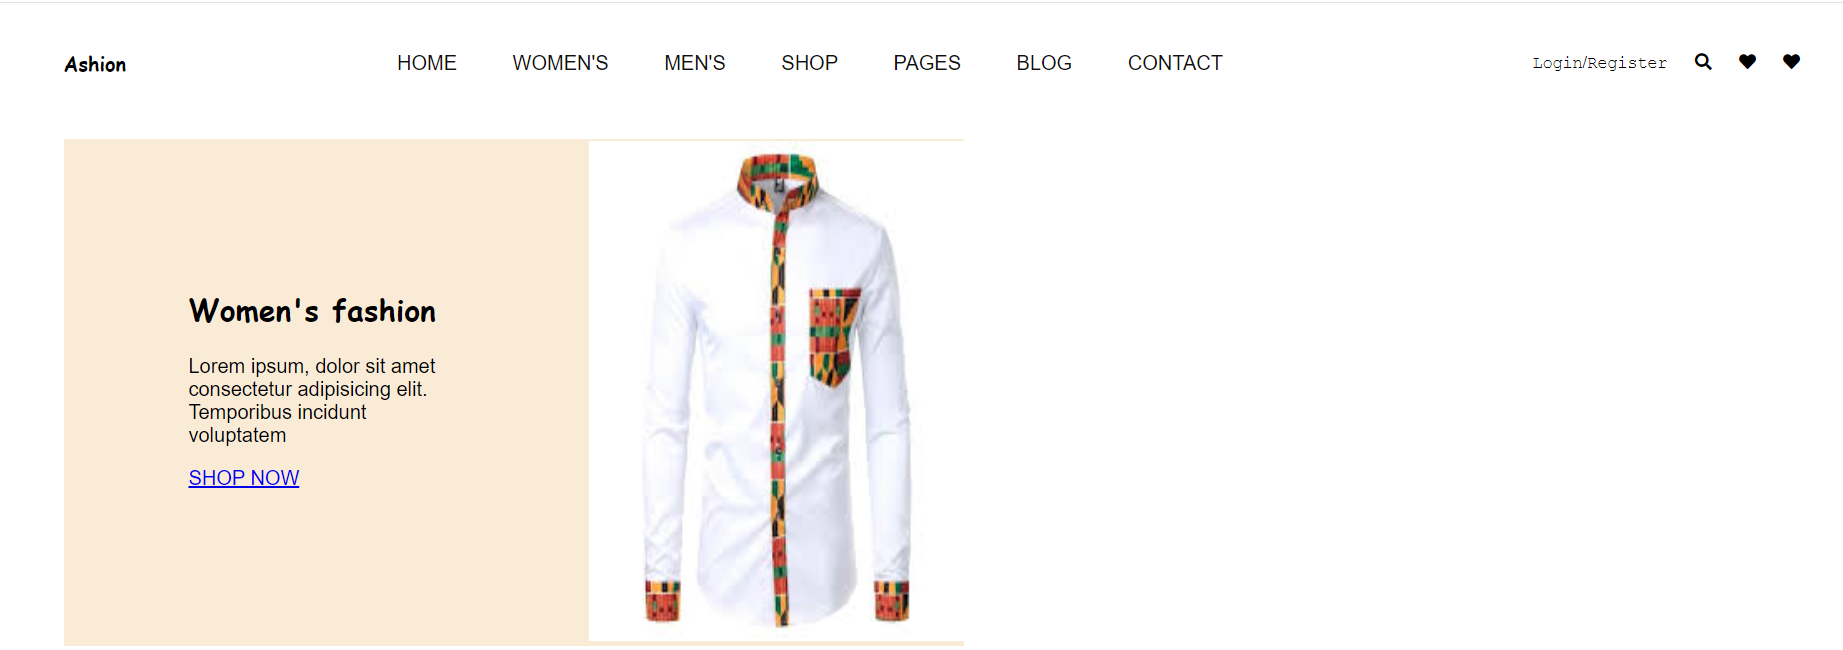 Ashion
HOME
WOMEN'S
MEN'S
SHOP
PAGES
BLOG
CONTACT
Login/Register
Women's fashion
Lorem ipsum, dolor sit amet
consectetur adipisicing elit.
Temporibus incidunt
voluptatem
SHOP NOW